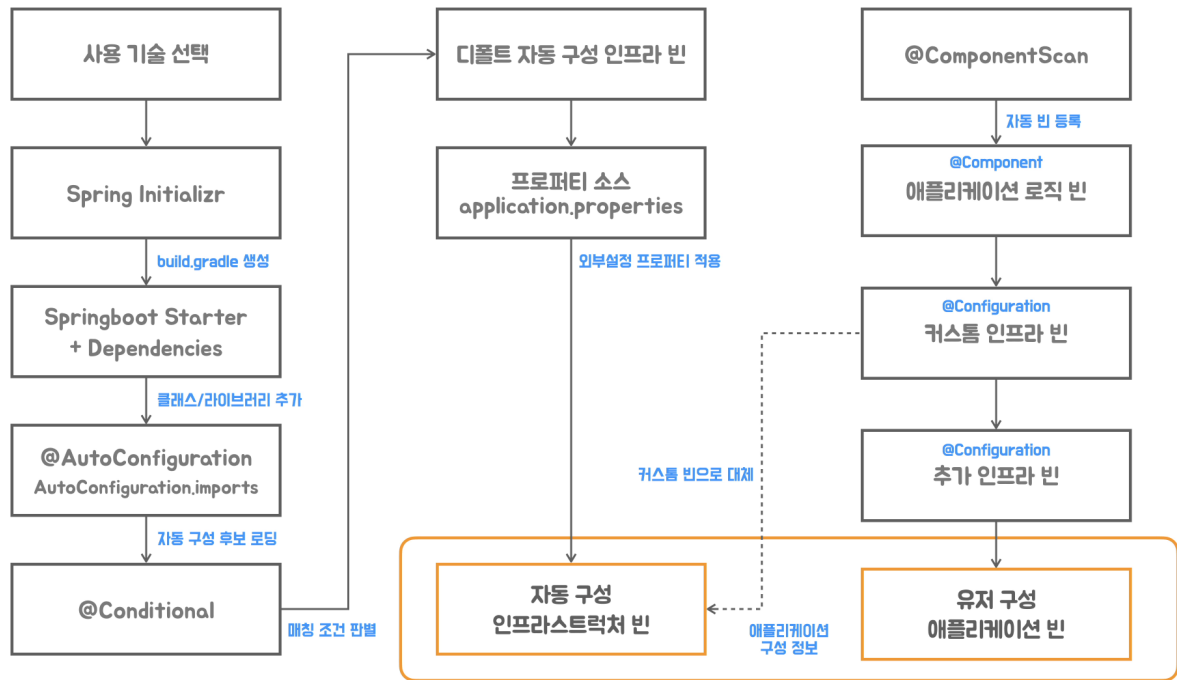 사용 기술 선택
Spring Initializr
build.gradle 생성
Springboot Starter
+ Dependencies
클래스/라이브러리 추가
@AutoConfiguration
AutoConfiguration.imports
자동 구성 후보 로딩
@Conditional
매칭 조건 판별
디폴트 자동 구성 인프라 빈
프로퍼티 소스
application.properties
외부설정 프로퍼티 적용
자동 구성
인프라스트럭처 빈
@ComponentScan
자동 빈 등록
@Component
애플리케이션 로직 빈
@Configuration
커스톰 인프라 빈
커스톰 빈으로 대체
@Configuration
추가 인프라 빈
유저 구성
애플리케이션 빈
애플리케이션
구성 정보